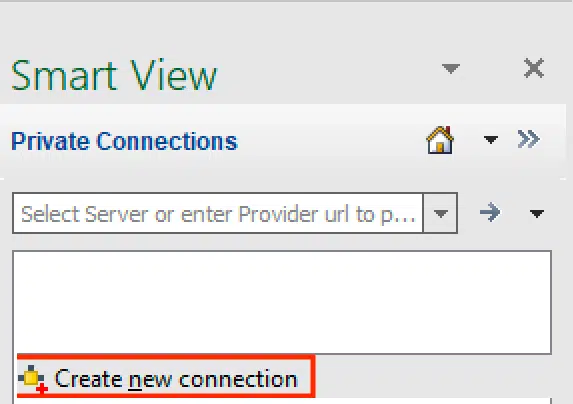 Smart View
Private Connections
Select Server or enter Provider url to p...
Create new connection